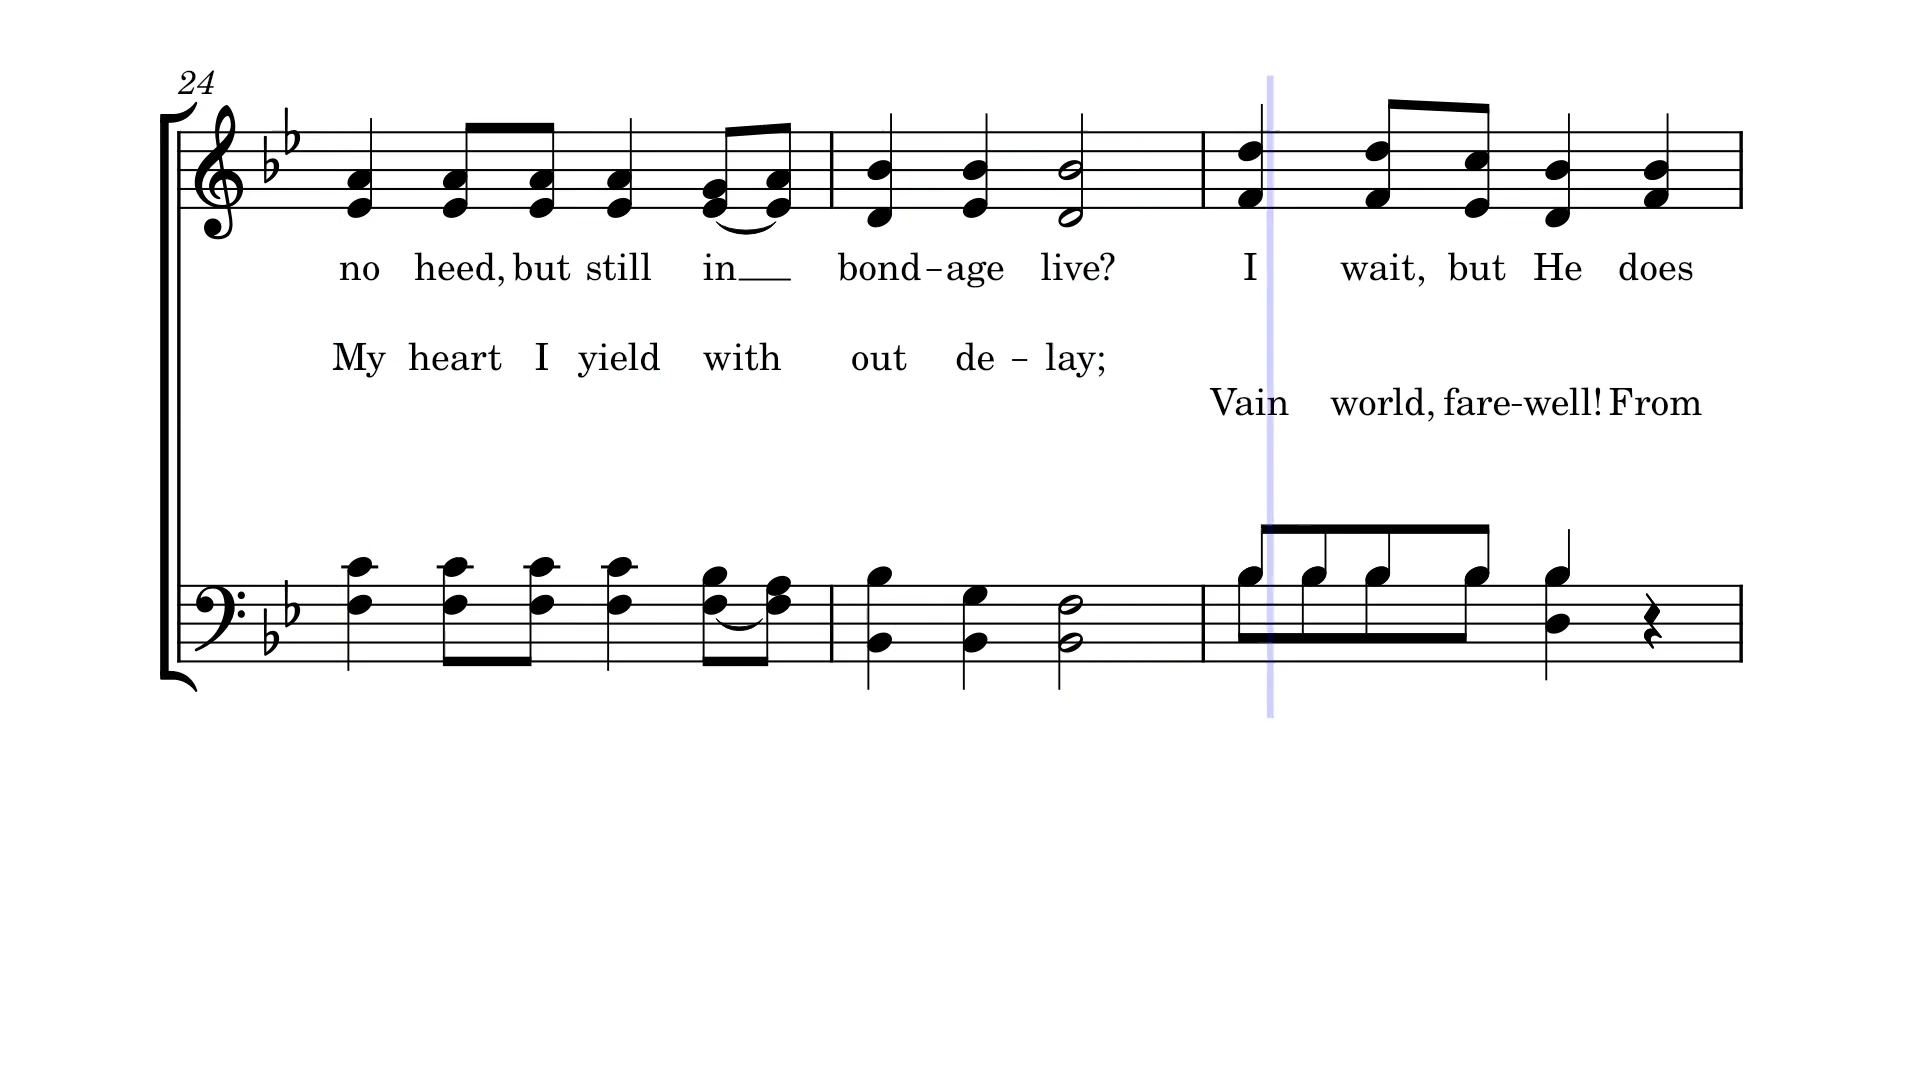 24
no heed, but still in bond-age live? I wait, but He does
My heart I yield with out de-lay;
Vain world, fare-well! From